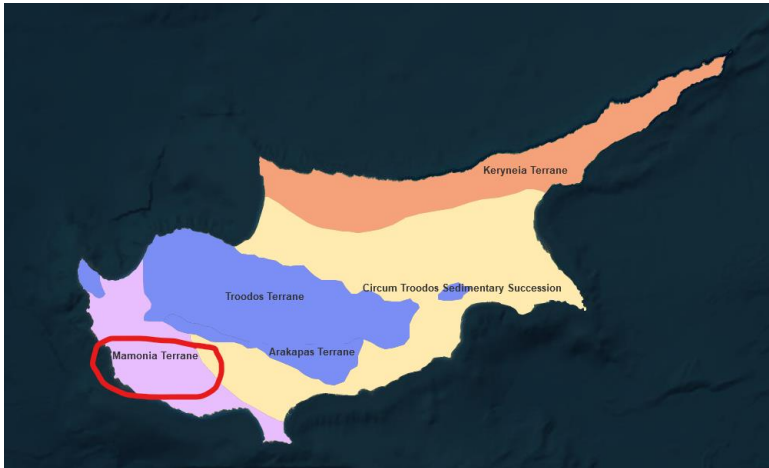 Keryneia Terrane
Circum Troodos Sedimentary Succession
Troodos Terrane
Arakapas Terrane
Mamonia Terrane